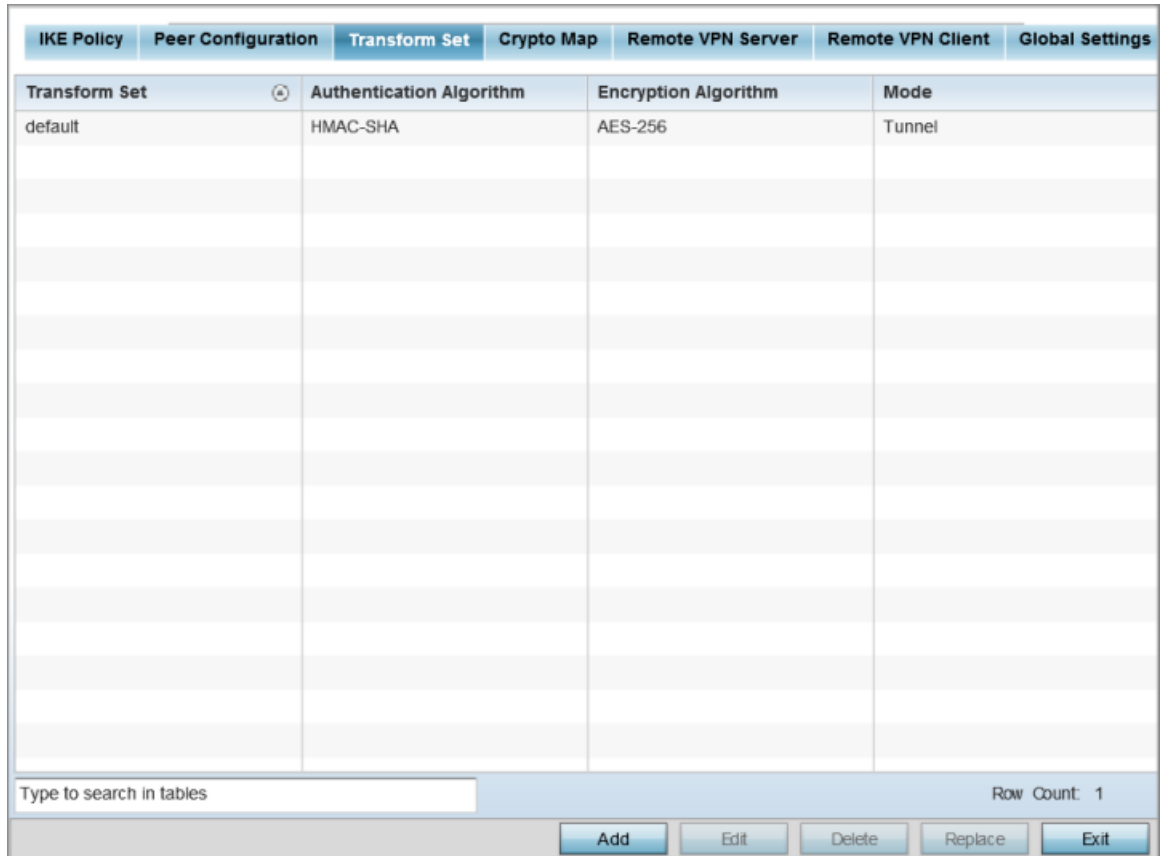 IKE Policy Peer Configuration Transform Set Crypto Map Remote VPN Server Remote VPN Client Global Settings
Transform Set Authentication Algorithm Encryption Algorithm Mode
default HMAC-SHA AES-256 Tunnel
Type to search in tables Row Count: 1
Add Edit Delete Replace Exit